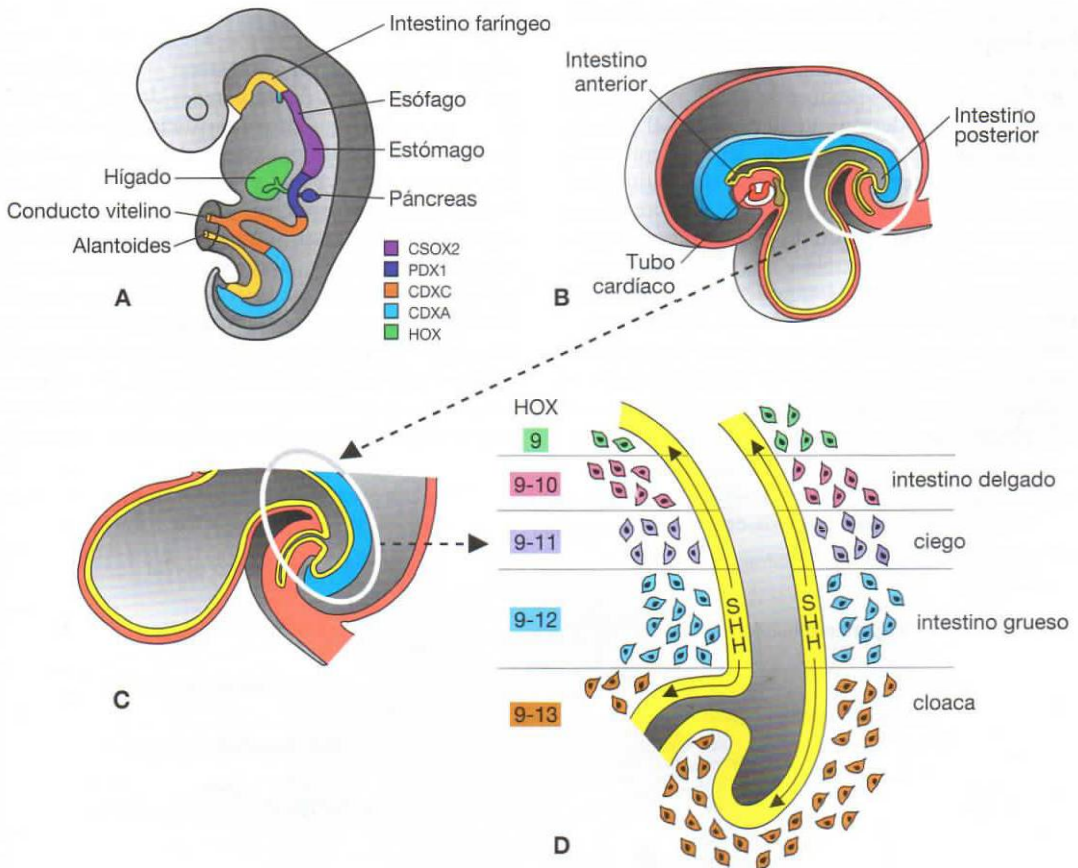 Intestino faríngeo
Esófago
Estómago
Hígado
Páncreas
Conducto vitelino
Alantoides
CSOX2
PDX1
CDXC
CDXA
HOX
A
Intestino
anterior
Intestino
posterior
Tubo
cardíaco
B
C
HOX
9
9-10
intestino delgado
9-11
ciego
9-12
intestino grueso
SHH
SHH
9-13
cloaca
D